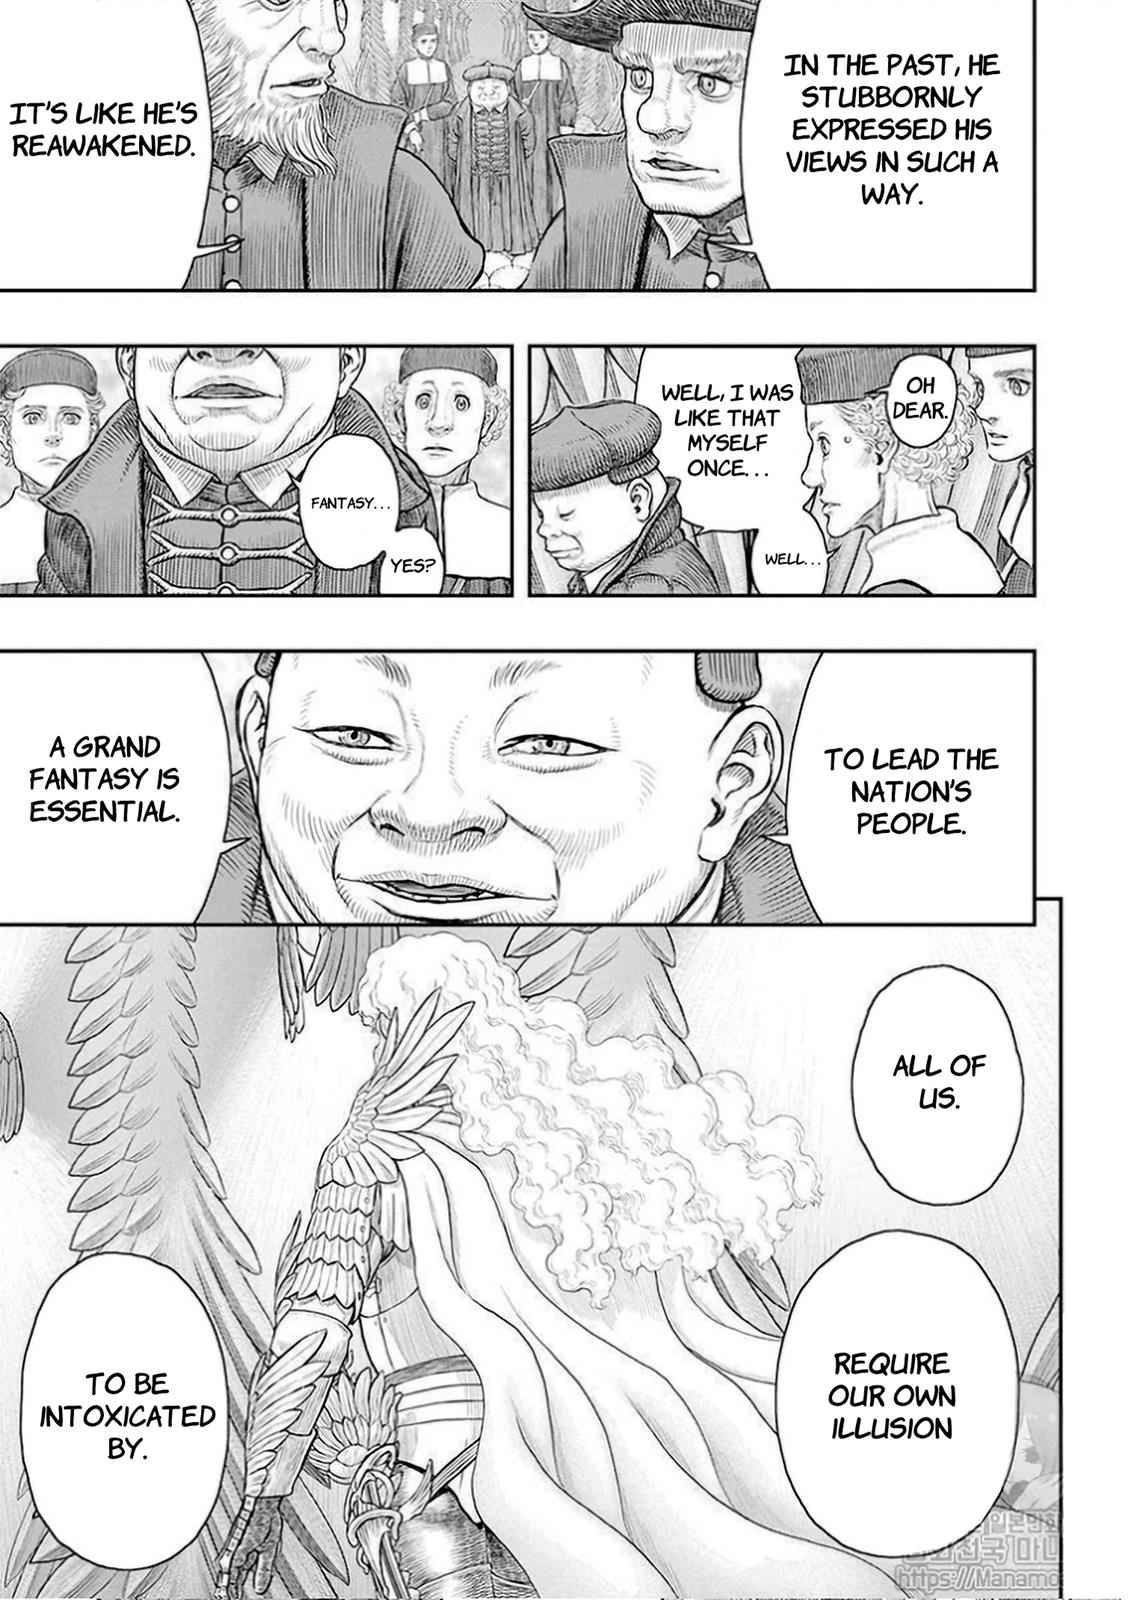 IN THE PAST, HE
STUBBORNLY
EXPRESSED HIS
VIEWS IN SUCH A
WAY.
IT'S LIKE HE'S
REAWAKENED.
OH
DEAR.
WELL, I WAS
LIKE THAT
MYSELF
ONCE...
WELL...
FANTASY...
YES?
TO LEAD THE
NATION'S
PEOPLE.
A GRAND
FANTASY IS
ESSENTIAL.
ALL OF
US.
REQUIRE
OUR OWN
ILLUSION
TO BE
INTOXICATED
BY.
https://Manamo